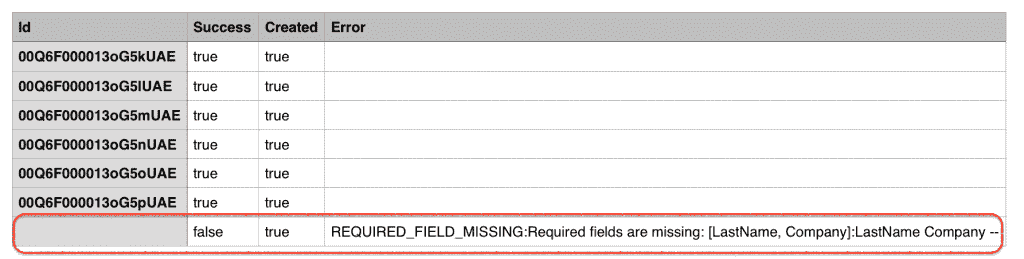 Id Success Created Error
00Q6F000013oG5kUAE true true
00Q6F000013oG5lUAE true true
00Q6F000013oG5mUAE true true
00Q6F000013oG5nUAE true true
00Q6F000013oG5oUAE true true
00Q6F000013oG5pUAE true true
false true REQUIRED_FIELD_MISSING:Required fields are missing: [LastName, Company]:LastName Company --